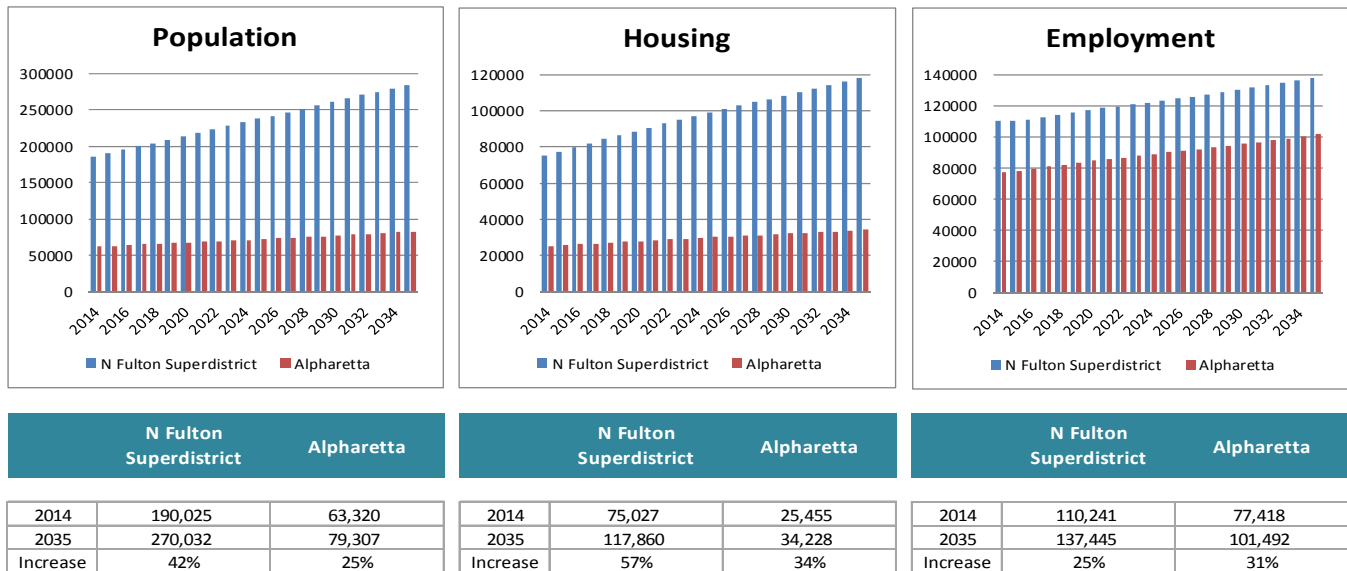 Population
300000
250000
200000
150000
100000
50000
0
2014 2016 2018 2020 2022 2024 2026 2028 2030 2032 2034
N Fulton Superdistrict Alpharetta
Housing
120000
100000
80000
60000
40000
20000
0
2014 2016 2018 2020 2022 2024 2026 2028 2030 2032 2034
N Fulton Superdistrict Alpharetta
Employment
140000
120000
100000
80000
60000
40000
20000
0
2014 2016 2018 2020 2022 2024 2026 2028 2030 2032 2034
N Fulton Superdistrict Alpharetta
N Fulton
Superdistrict Alpharetta
2014 190,025 63,320
2035 270,032 79,307
Increase 42% 25%
N Fulton
Superdistrict Alpharetta
2014 75,027 25,455
2035 117,860 34,228
Increase 57% 34%
N Fulton
Superdistrict Alpharetta
2014 110,241 77,418
2035 137,445 101,492
Increase 25% 31%